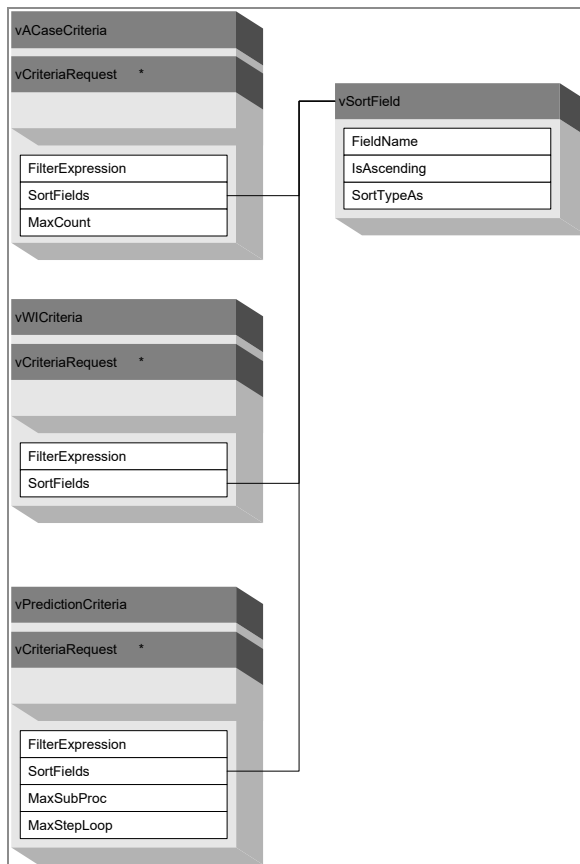 vACaseCriteria
vCriteriaRequest *
FilterExpression
SortFields
MaxCount
vSortField
FieldName
IsAscending
SortTypeAs
vWICriteria
vCriteriaRequest *
FilterExpression
SortFields
vPredictionCriteria
vCriteriaRequest *
FilterExpression
SortFields
MaxSubProc
MaxStepLoop